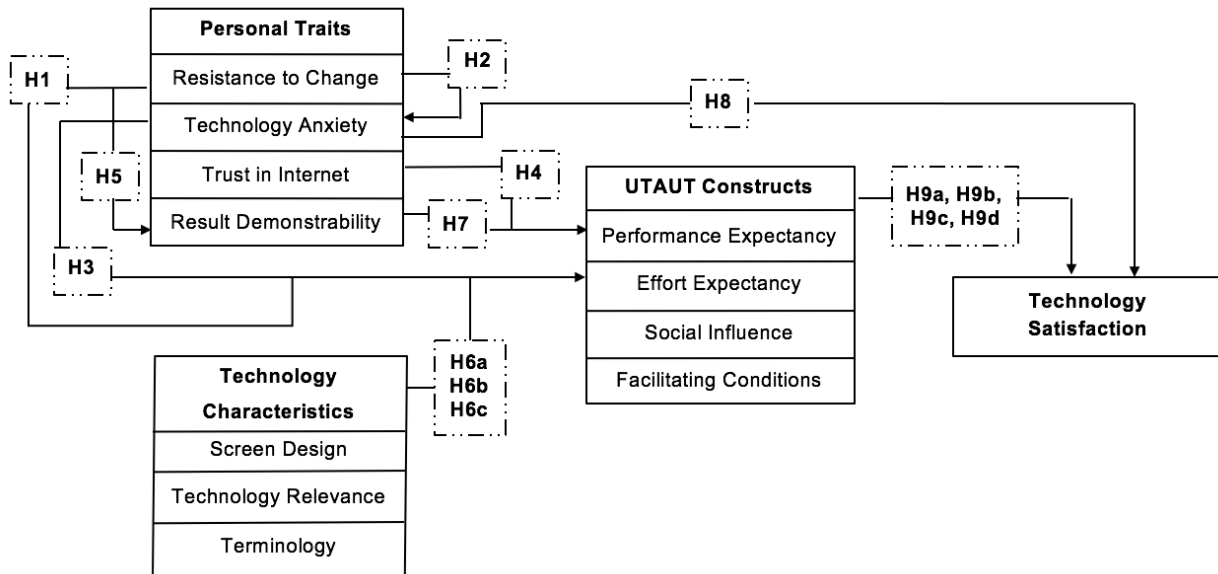 Personal Traits
Resistance to Change
Technology Anxiety
Trust in Internet
Result Demonstrability
H1
H2
H5
H3
H4
H7
H8
UTAUT Constructs
Performance Expectancy
Effort Expectancy
Social Influence
Facilitating Conditions
H9a, H9b,
H9c, H9d
Technology
Satisfaction
Technology
Characteristics
Screen Design
Technology Relevance
Terminology
H6a
H6b
H6c